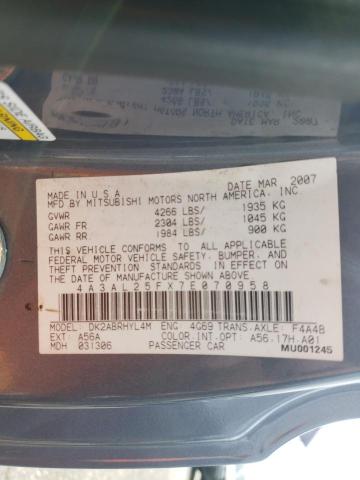 MADE IN U.S.A. DATE MAR 2007
MFD BY MITSUBISHI MOTORS NORTH AMERICA, INC.
GVWR 4266 LBS/ 1935 KG
GAWR FR 2304 LBS/ 1045 KG
GAWR RR 1984 LBS/ 900 KG
THIS VEHICLE CONFORMS TO ALL APPLICABLE
FEDERAL MOTOR VEHICLE SAFETY, BUMPER, AND
THEFT PREVENTION STANDARDS IN EFFECT ON THE
DATE OF MANUFACTURE SHOWN ABOVE.
4A3AL25FX7E070958
MODEL: DK2ABRHYL4M ENG 4G69 TRANS.AXLE: F4A4B
EXT: A56A COLOR INT.OPT: A56.17H.A01
MDH 031306 PASSENGER CAR MU001245